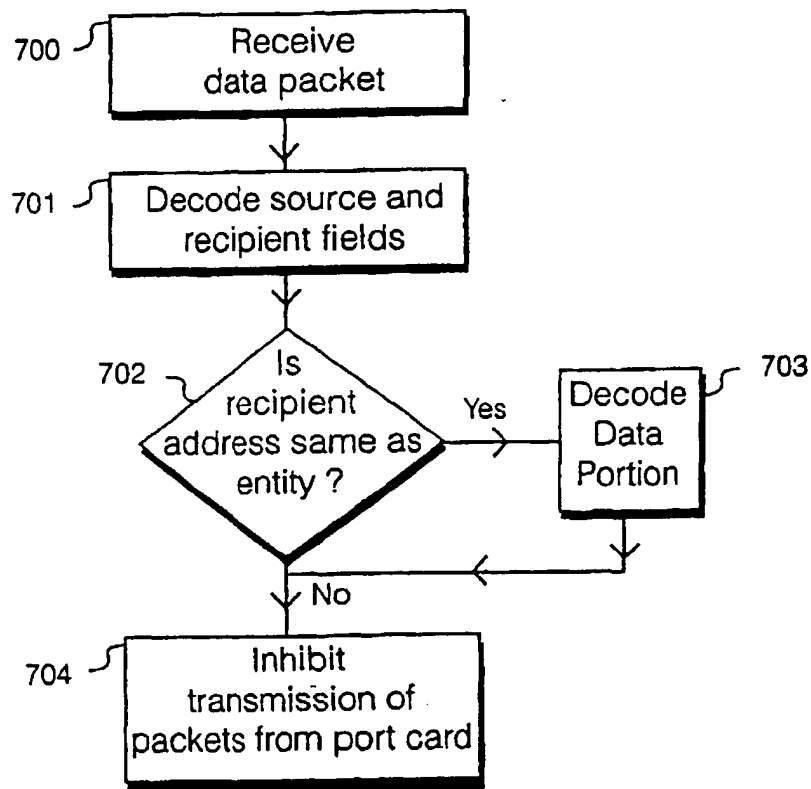 700
Receive
data packet
701
Decode source and
recipient fields
702
Is
recipient
address same as
entity ?
Yes
703
Decode
Data
Portion
No
704
Inhibit
transmission of
packets from port card